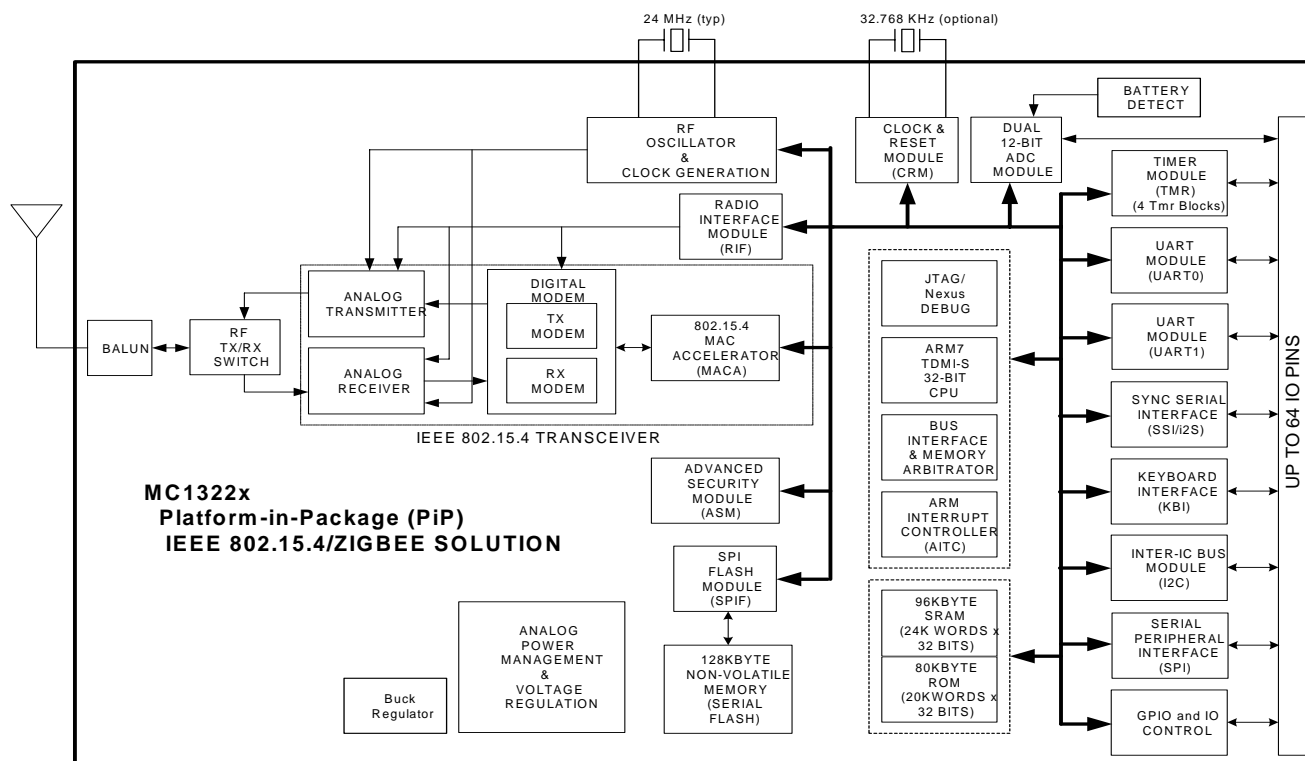 24 MHz (typ)
32.768 KHz (optional)
BATTERY
DETECT
RF
OSCILLATOR
&
CLOCK GENERATION
CLOCK &
RESET
MODULE
(CRM)
DUAL
12-BIT
ADC
MODULE
TIMER
MODULE
(TMR)
(4 Tmr Blocks)
RADIO
INTERFACE
MODULE
(RIF)
UART
MODULE
(UART0)
ANALOG
TRANSMITTER
DIGITAL
MODEM
TX
MODEM
RX
MODEM
802.15.4
MAC
ACCELERATOR
(MACA)
JTAG/
Nexus
DEBUG
UART
MODULE
(UART1)
BALUN
RF
TX/RX
SWITCH
ANALOG
RECEIVER
ARM7
TDMI-S
32-BIT
CPU
IEEE 802.15.4 TRANSCEIVER
SYNC SERIAL
INTERFACE
(SSI/i2S)
BUS
INTERFACE
& MEMORY
ARBITRATOR
UP TO 64 IO PINS
MC1322x
Platform-in-Package (PiP)
IEEE 802.15.4/ZIGBEE SOLUTION
ADVANCED
SECURITY
MODULE
(ASM)
KEYBOARD
INTERFACE
(KBI)
ARM
INTERRUPT
CONTROLLER
(AITC)
INTER-IC BUS
MODULE
(I2C)
SPI
FLASH
MODULE
(SPIF)
96KBYTE
SRAM
(24K WORDS x
32 BITS)
SERIAL
PERIPHERAL
INTERFACE
(SPI)
ANALOG
POWER
MANAGEMENT
&
VOLTAGE
REGULATION
128KBYTE
NON-VOLATILE
MEMORY
(SERIAL
FLASH)
80KBYTE
ROM
(20KWORDS x
32 BITS)
Buck
Regulator
GPIO and IO
CONTROL